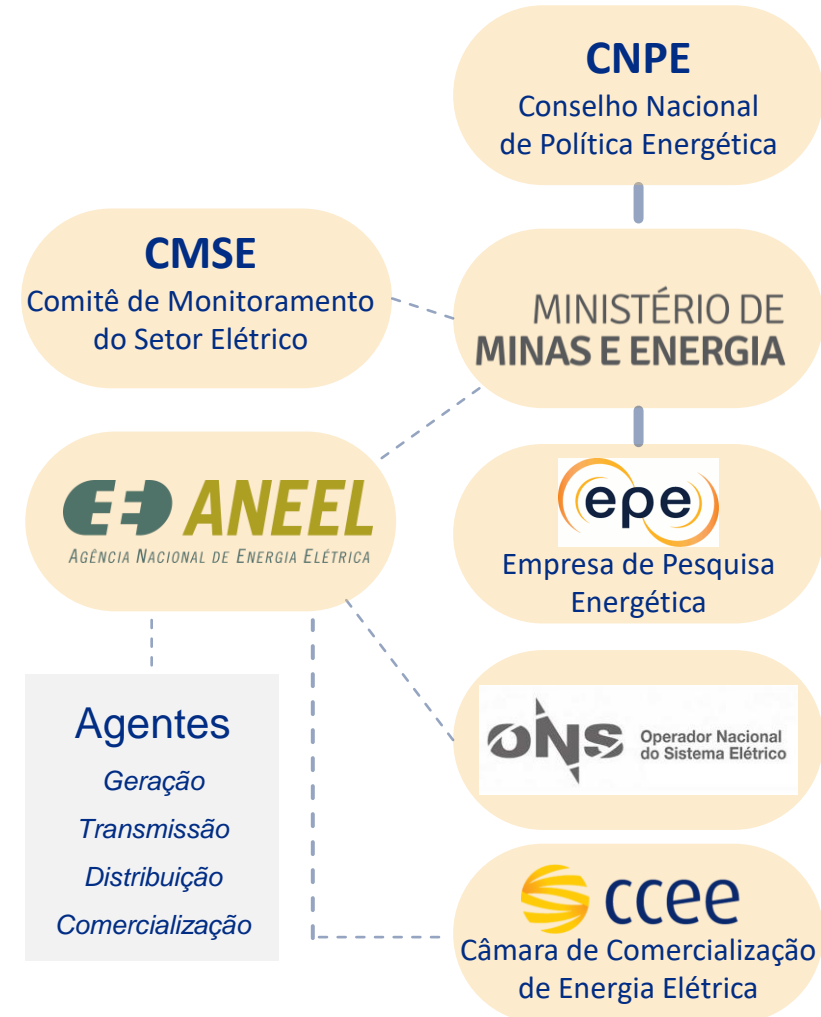 CNPE
Conselho Nacional
de Política Energética
CMSE
Comitê de Monitoramento
do Setor Elétrico
MINISTÉRIO DE
MINAS E ENERGIA
ANEEL
AGÊNCIA NACIONAL DE ENERGIA ELÉTRICA
epe
Empresa de Pesquisa
Energética
Agentes
Geração
Transmissão
Distribuição
Comercialização
ONS
Operador Nacional
do Sistema Elétrico
ccee
Câmara de Comercialização
de Energia Elétrica